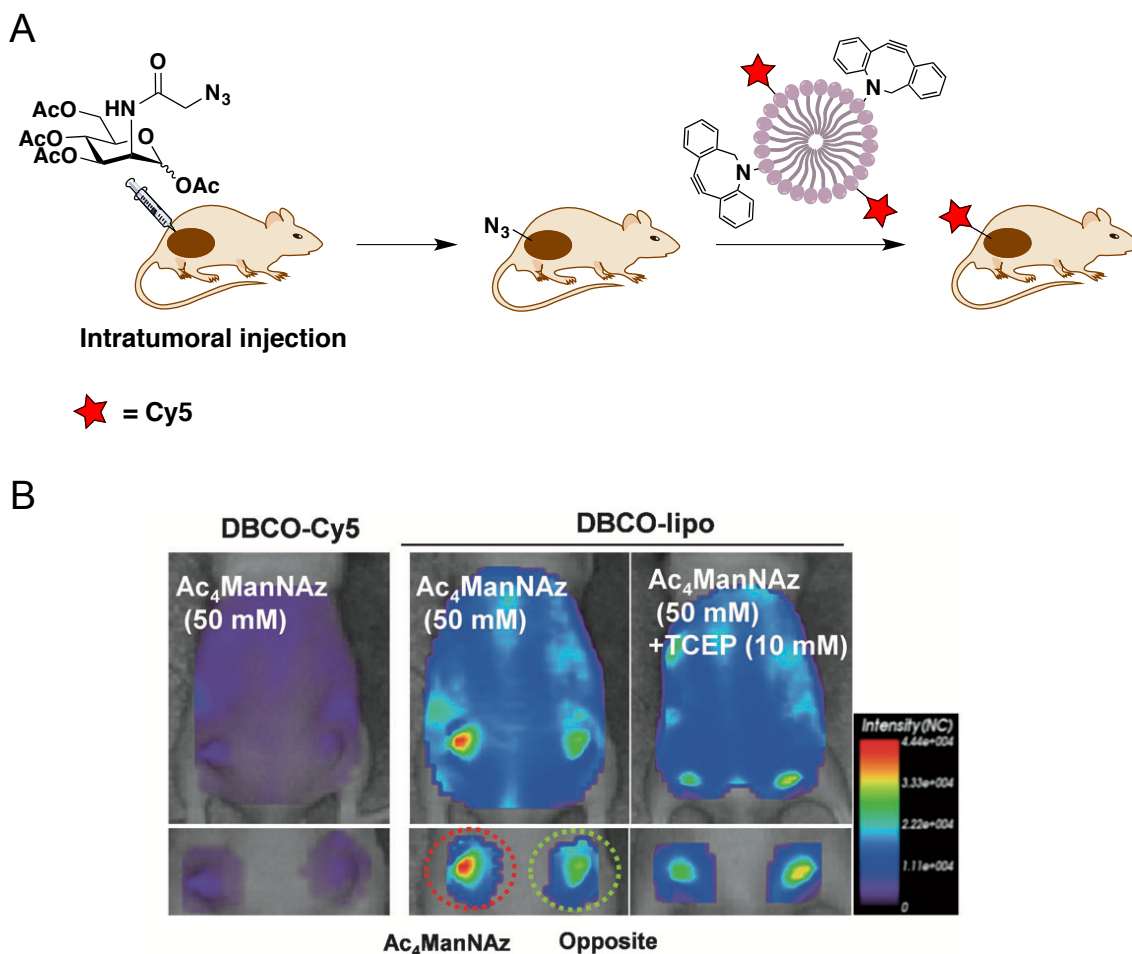 A
O
N₃
HN
AcO
O
AcO
AcO
OAc
N
N
N₃
Intratumoral injection
= Cy5
B
DBCO-Cy5
DBCO-lipo
Ac₄ManNAz
(50 mM)
Ac₄ManNAz
(50 mM)
Ac₄ManNAz
(50 mM)
+TCEP (10 mM)
Intensity(NC)
4.44e+004
3.33e+004
2.22e+004
1.11e+004
0
Ac₄ManNAz
Opposite